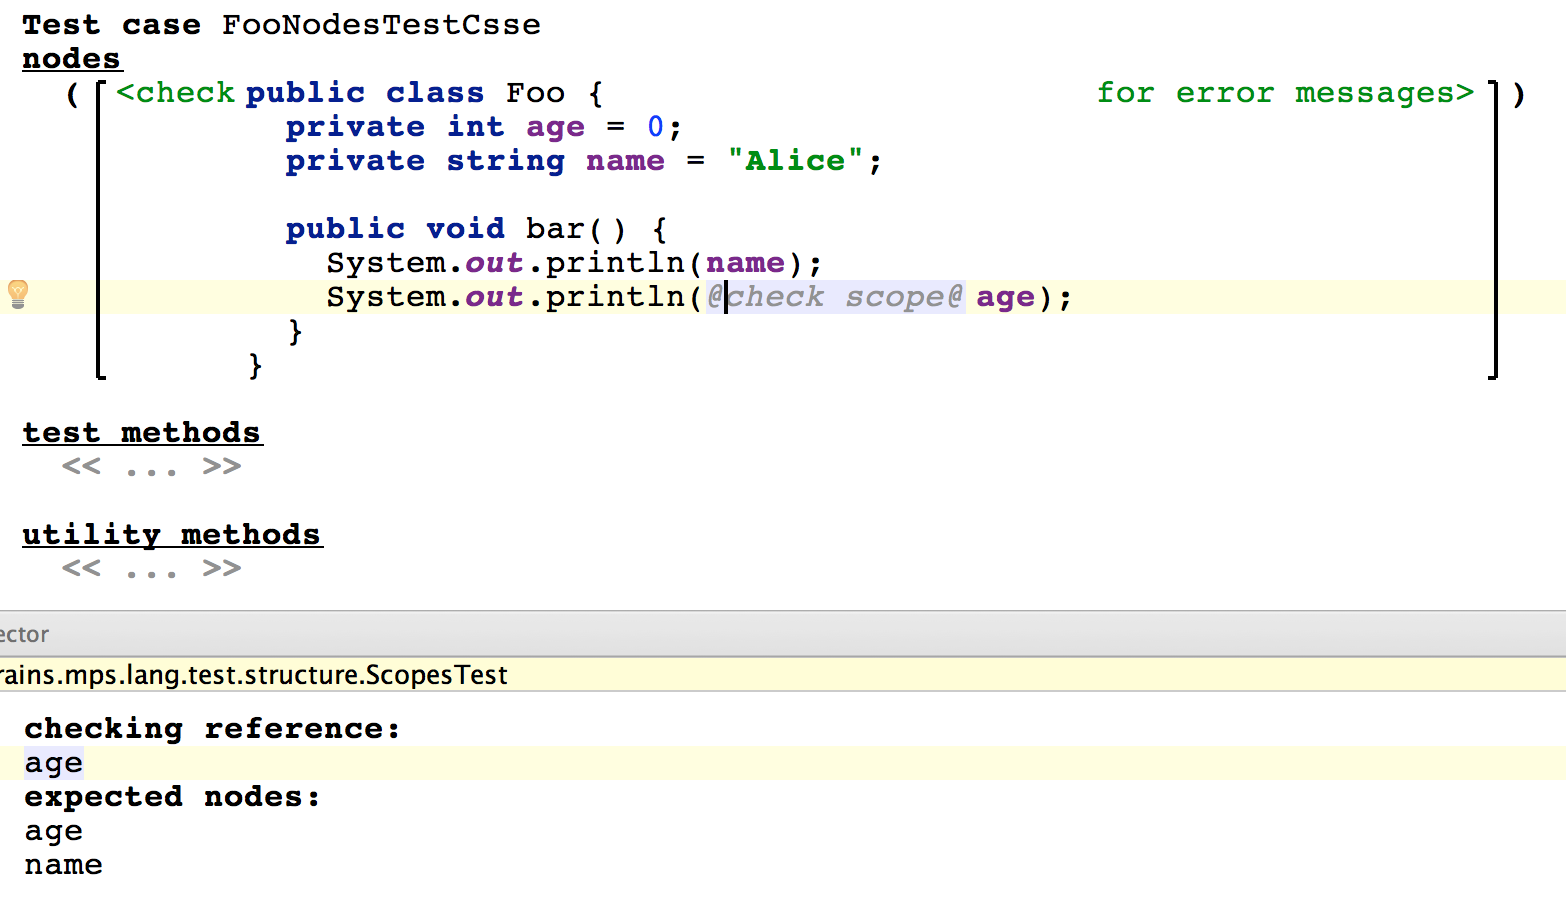 Test case FooNodesTestCsse
nodes
( <check public class Foo { for error messages> )
private int age = 0;
private string name = "Alice";
public void bar() {
System.out.println(name);
System.out.println(@check scope@ age);
}
}
test methods
<< ... >>
utility methods
<< ... >>
ector
rains.mps.lang.test.structure.ScopesTest
checking reference:
age
expected nodes:
age
name